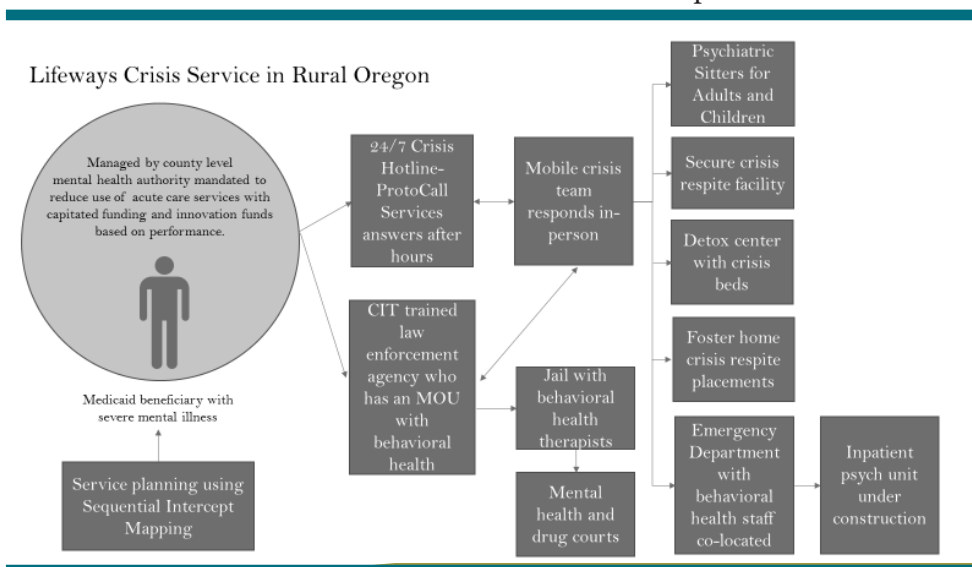 Lifeways Crisis Service in Rural Oregon
Managed by county level
mental health authority mandated to
reduce use of acute care services with
capitated funding and innovation funds
based on performance.
Medicaid beneficiary with
severe mental illness
Service planning using
Sequential Intercept
Mapping
24/7 Crisis
Hotline-
ProtoCall
Services
answers after
hours
CIT trained
law
enforcement
agency who
has an MOU
with
behavioral
health
Mobile crisis
team
responds in-
person
Jail with
behavioral
health
therapists
Mental
health and
drug courts
Psychiatric
Sitters for
Adults and
Children
Secure crisis
respite facility
Detox center
with crisis
beds
Foster home
crisis respite
placements
Emergency
Department
with
behavioral
health staff
co-located
Inpatient
psych unit
under
construction